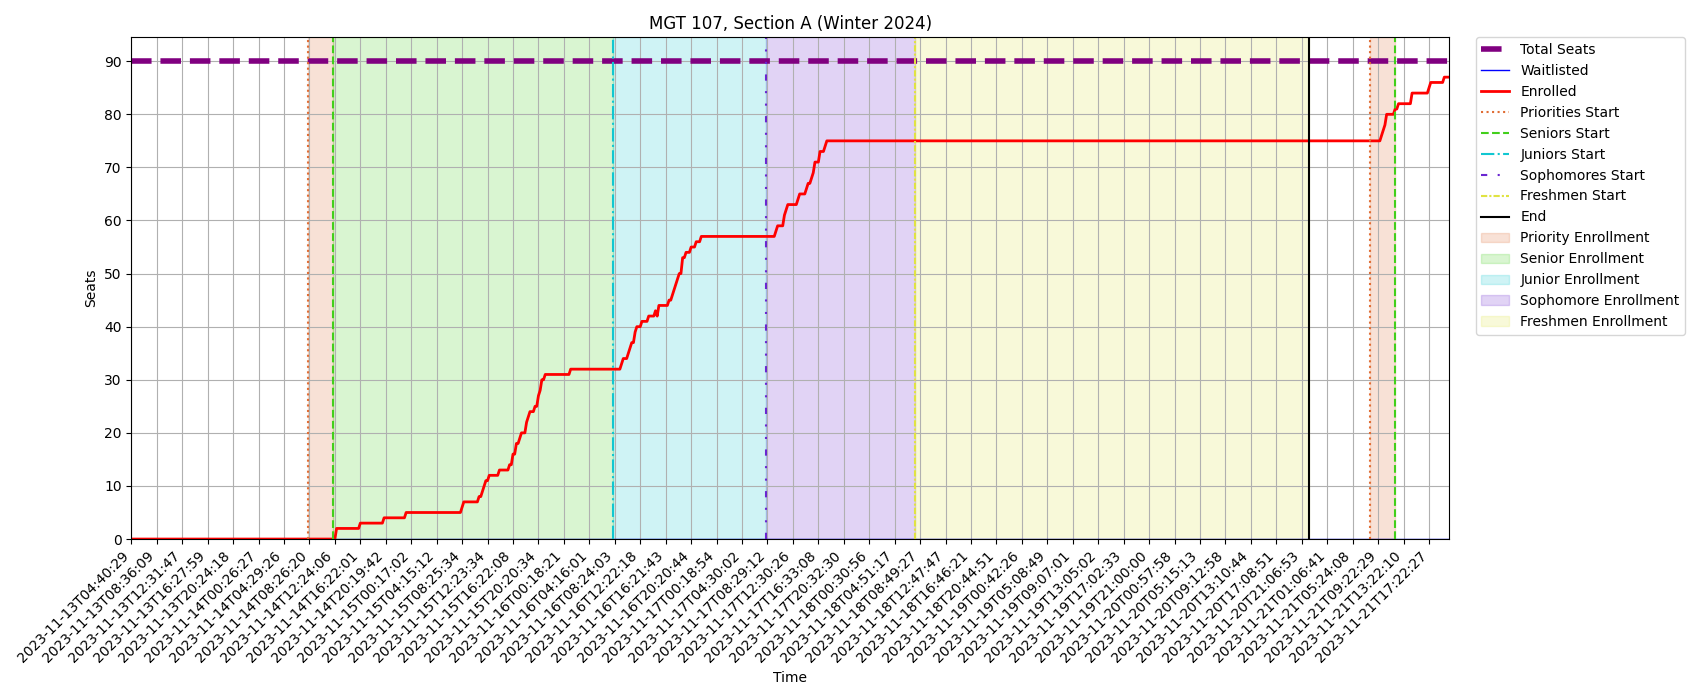 MGT 107, Section A (Winter 2024)
Total Seats
Waitlisted
Enrolled
Priorities Start
Seniors Start
Juniors Start
Sophomores Start
Freshmen Start
End
Priority Enrollment
Senior Enrollment
Junior Enrollment
Sophomore Enrollment
Freshmen Enrollment
Seats
90
80
70
60
50
40
30
20
10
0
2023-11-13T04:40:29
2023-11-13T08:36:09
2023-11-13T12:31:47
2023-11-13T16:27:59
2023-11-13T20:24:18
2023-11-14T00:26:27
2023-11-14T04:29:26
2023-11-14T08:26:20
2023-11-14T12:24:06
2023-11-14T16:22:01
2023-11-14T20:19:42
2023-11-15T00:17:02
2023-11-15T04:15:12
2023-11-15T08:25:34
2023-11-15T12:23:34
2023-11-15T16:22:08
2023-11-15T20:20:34
2023-11-16T00:18:21
2023-11-16T04:16:01
2023-11-16T08:24:03
2023-11-16T12:22:18
2023-11-16T16:21:43
2023-11-16T20:20:44
2023-11-17T00:18:54
2023-11-17T04:30:02
2023-11-17T08:29:12
2023-11-17T12:30:26
2023-11-17T16:33:08
2023-11-17T20:32:30
2023-11-18T00:30:56
2023-11-18T04:51:17
2023-11-18T08:49:27
2023-11-18T12:47:47
2023-11-18T16:46:21
2023-11-18T20:44:51
2023-11-19T00:42:26
2023-11-19T05:08:49
2023-11-19T09:07:01
2023-11-19T13:05:02
2023-11-19T17:02:33
2023-11-19T21:00:00
2023-11-20T00:57:58
2023-11-20T05:15:13
2023-11-20T09:12:58
2023-11-20T13:10:44
2023-11-20T17:08:51
2023-11-20T21:06:53
2023-11-21T01:06:41
2023-11-21T05:24:08
2023-11-21T09:22:29
2023-11-21T13:22:10
2023-11-21T17:22:27
Time